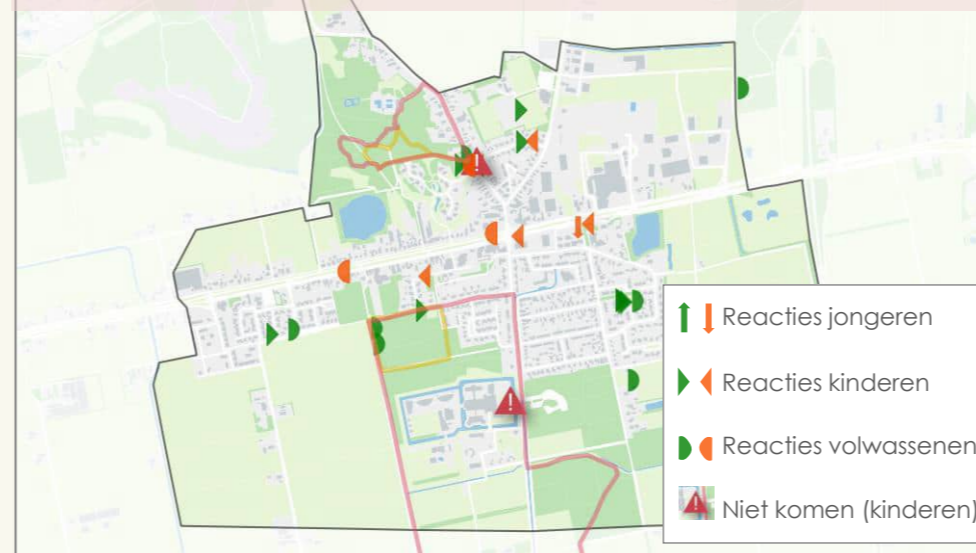 Reacties jongeren
Reacties kinderen
Reacties volwassenen
Niet komen (kinderen)